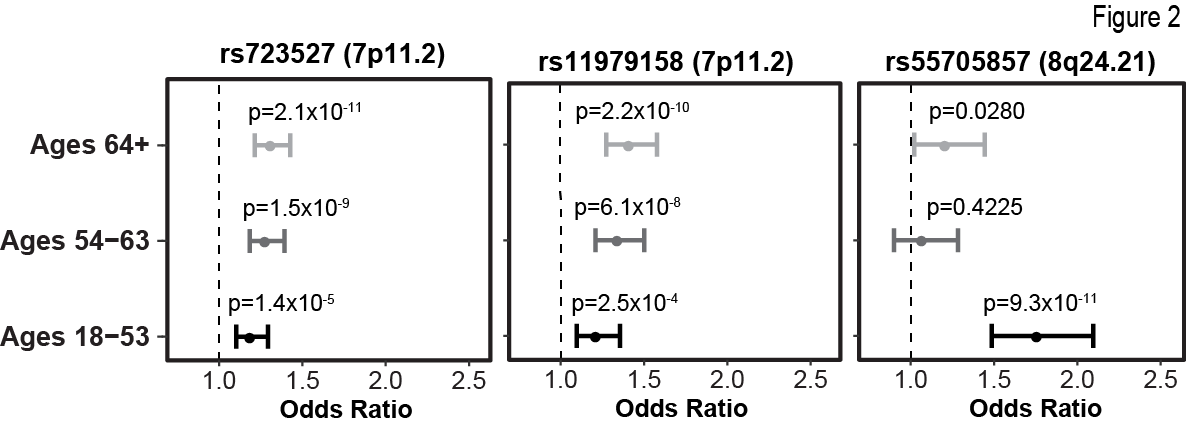 Figure 2
rs723527 (7p11.2)
rs11979158 (7p11.2)
rs55705857 (8q24.21)
Ages 64+
p=2.1x10-11
p=2.2x10-10
p=0.0280
Ages 54−63
p=1.5x10-9
p=6.1x10-8
p=0.4225
Ages 18−53
p=1.4x10-5
p=2.5x10-4
p=9.3x10-11
1.0 1.5 2.0 2.5
1.0 1.5 2.0 2.5
1.0 1.5 2.0 2.5
Odds Ratio
Odds Ratio
Odds Ratio